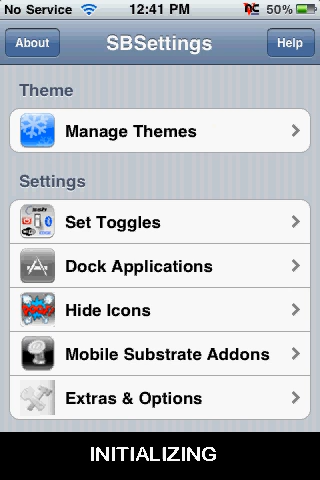 No Service 12:41 PM 50%
About SBSettings Help
Theme
Manage Themes
Settings
Set Toggles
Dock Applications
Hide Icons
Mobile Substrate Addons
Extras & Options
INITIALIZING